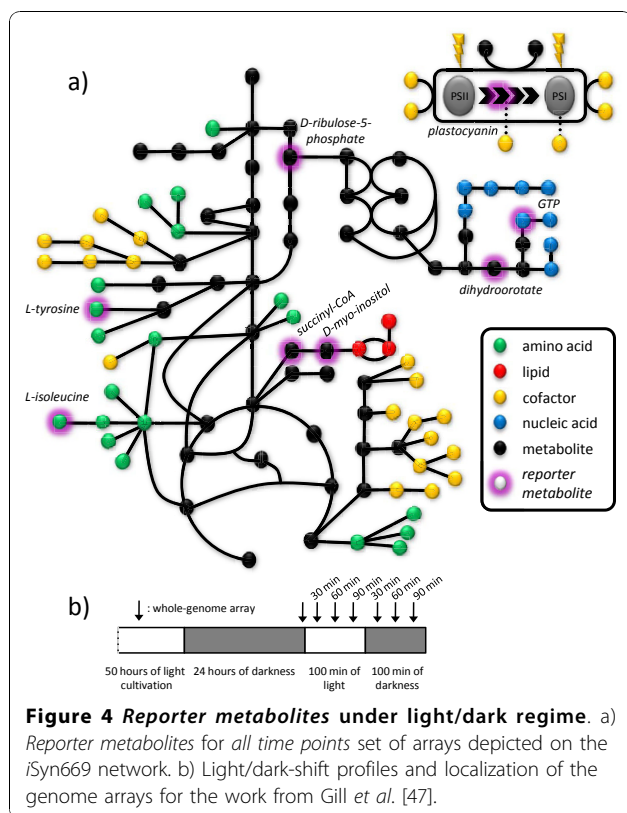 a)
PSII
PSI
plastocyanin
D-ribulose-5-
phosphate
GTP
dihydroorotate
L-tyrosine
succinyl-CoA
D-myo-inositol
L-isoleucine
amino acid
lipid
cofactor
nucleic acid
metabolite
reporter
metabolite
b)
: whole-genome array
30 min
60 min
90 min
30 min
60 min
90 min
50 hours of light
cultivation
24 hours of darkness
100 min of
light
100 min of
darkness
Figure 4 Reporter metabolites under light/dark regime. a)
Reporter metabolites for all time points set of arrays depicted on the
iSyn669 network. b) Light/dark-shift profiles and localization of the
genome arrays for the work from Gill et al. [47].